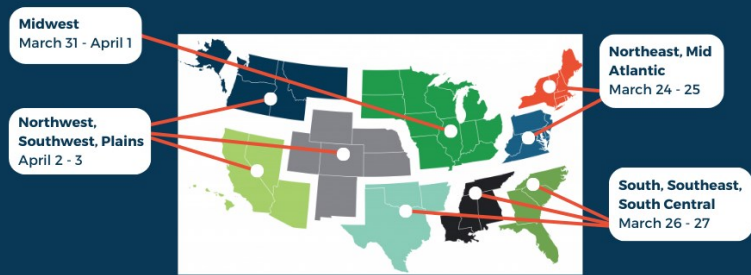 Midwest
March 31 - April 1
Northwest,
Southwest, Plains
April 2 - 3
Northeast, Mid
Atlantic
March 24 - 25
South, Southeast,
South Central
March 26 - 27